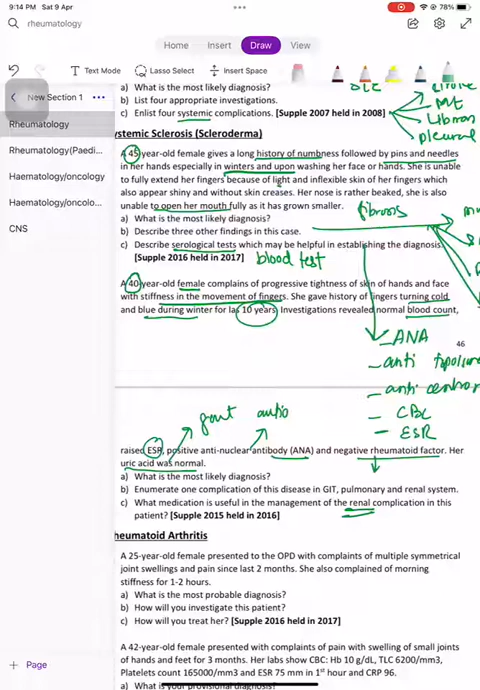 9:14 PM Sat 9 Apr
78%
rheumatology
Home Insert Draw View
Text Mode Lasso Select Insert Space
New Section 1
Rheumatology
Rheumatology(Paedi...
Haematology/oncology
Haematology/oncolo...
CNS
Page
a) What is the most likely diagnosis?
b) List four appropriate investigations.
c) Enlist four systemic complications. [Supple 2007 held in 2008]
MI
Fibrosis
pleural
ystemic Sclerosis (Scleroderma)
A 45-year-old female gives a long history of numbness followed by pins and needles
in her hands especially in winters and upon washing her face or hands. She is unable
to fully extend her fingers because of light and inflexible skin of her fingers which
also appear shiny and without skin creases. Her nose is rather beaked, she is also
unable to open her mouth fully as it has grown smaller.
fibrosis
a) What is the most likely diagnosis?
b) Describe three other findings in this case.
c) Describe serological tests which may be helpful in establishing the diagnosis.
[Supple 2016 held in 2017]
blood test
A 40-year-old female complains of progressive tightness of skin of hands and face
with stiffness in the movement of fingers. She gave history of fingers turning cold
and blue during winter for las 10 years. Investigations revealed normal blood count,
46
ANA
anti
anti
CBC
ESR
gout
raised ESR, positive anti-nuclear antibody (ANA) and negative rheumatoid factor. Her
uric acid was normal.
a) What is the most likely diagnosis?
b) Enumerate one complication of this disease in GIT, pulmonary and renal system.
c) What medication is useful in the management of the renal complication in this
patient? [Supple 2015 held in 2016]
heumatoid Arthritis
A 25-year-old female presented to the OPD with complaints of multiple symmetrical
joint swellings and pain since last 2 months. She also complained of morning
stiffness for 1-2 hours.
a) What is the most probable diagnosis?
b) How will you investigate this patient?
c) How will you treat her? [Supple 2016 held in 2017]
A 42-year-old female presented with complaints of pain with swelling of small joints
of hands and feet for 3 months. Her labs show CBC: Hb 10 g/dL, TLC 6200/mm3,
Platelets count 165000/mm3 and ESR 75 mm in 1st hour and CRP 96.
a) What is your provisional diagnosis?